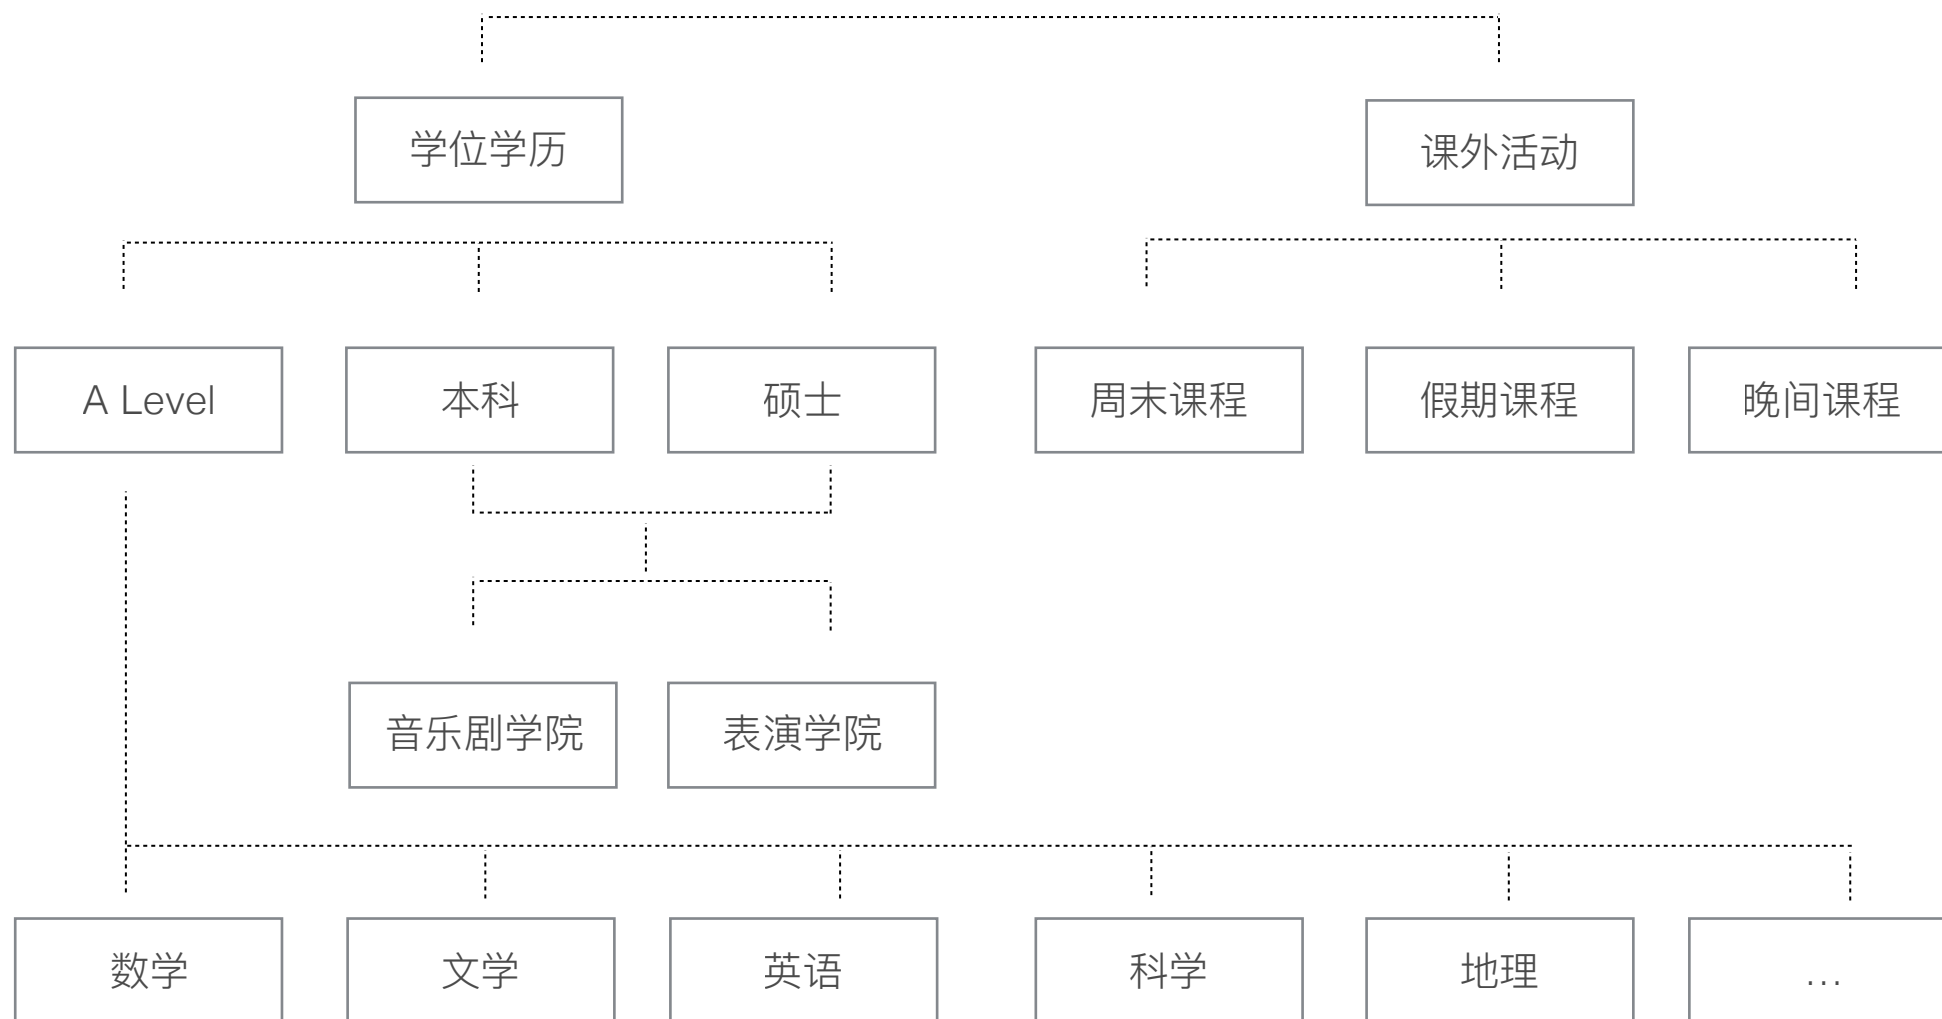 学位学历
课外活动
A Level
本科
硕士
周末课程
假期课程
晚间课程
音乐剧学院
表演学院
数学
文学
英语
科学
地理
...